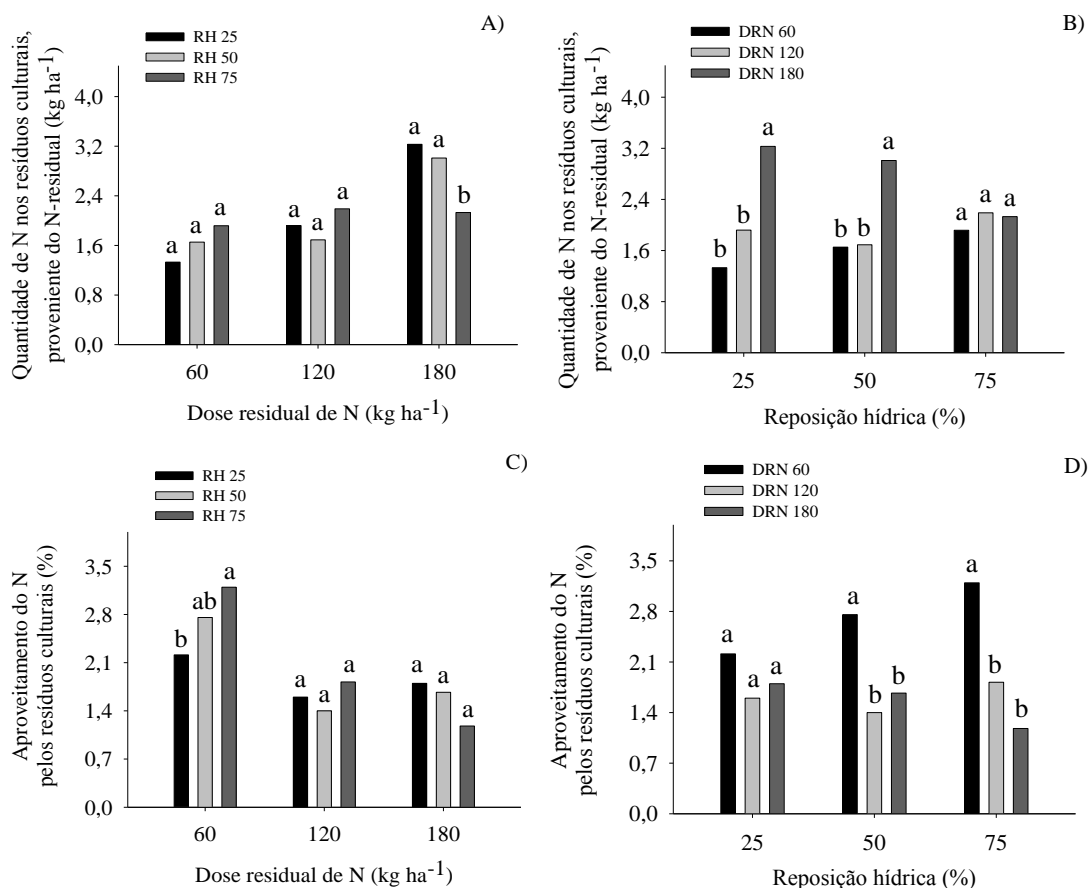 A)
RH 25
RH 50
RH 75
Quantidade de N nos resíduos culturais,
proveniente do N-residual (kg ha-1)
4,0
3,2
2,4
1,6
0,8
0,0
a a a
a a a
a a b
60 120 180
Dose residual de N (kg ha-1)
B)
DRN 60
DRN 120
DRN 180
Quantidade de N nos resíduos culturais,
proveniente do N-residual (kg ha-1)
4,0
3,2
2,4
1,6
0,8
0,0
b b a
b b a
a a a
25 50 75
Reposição hídrica (%)
C)
RH 25
RH 50
RH 75
Aproveitamento do N
pelos resíduos culturais (%)
3,5
2,8
2,1
1,4
0,7
0,0
b ab a
a a a
a a a
60 120 180
Dose residual de N (kg ha-1)
D)
DRN 60
DRN 120
DRN 180
Aproveitamento do N
pelos resíduos culturais (%)
3,5
2,8
2,1
1,4
0,7
0,0
a a a
a b b
a b b
25 50 75
Reposição hídrica (%)